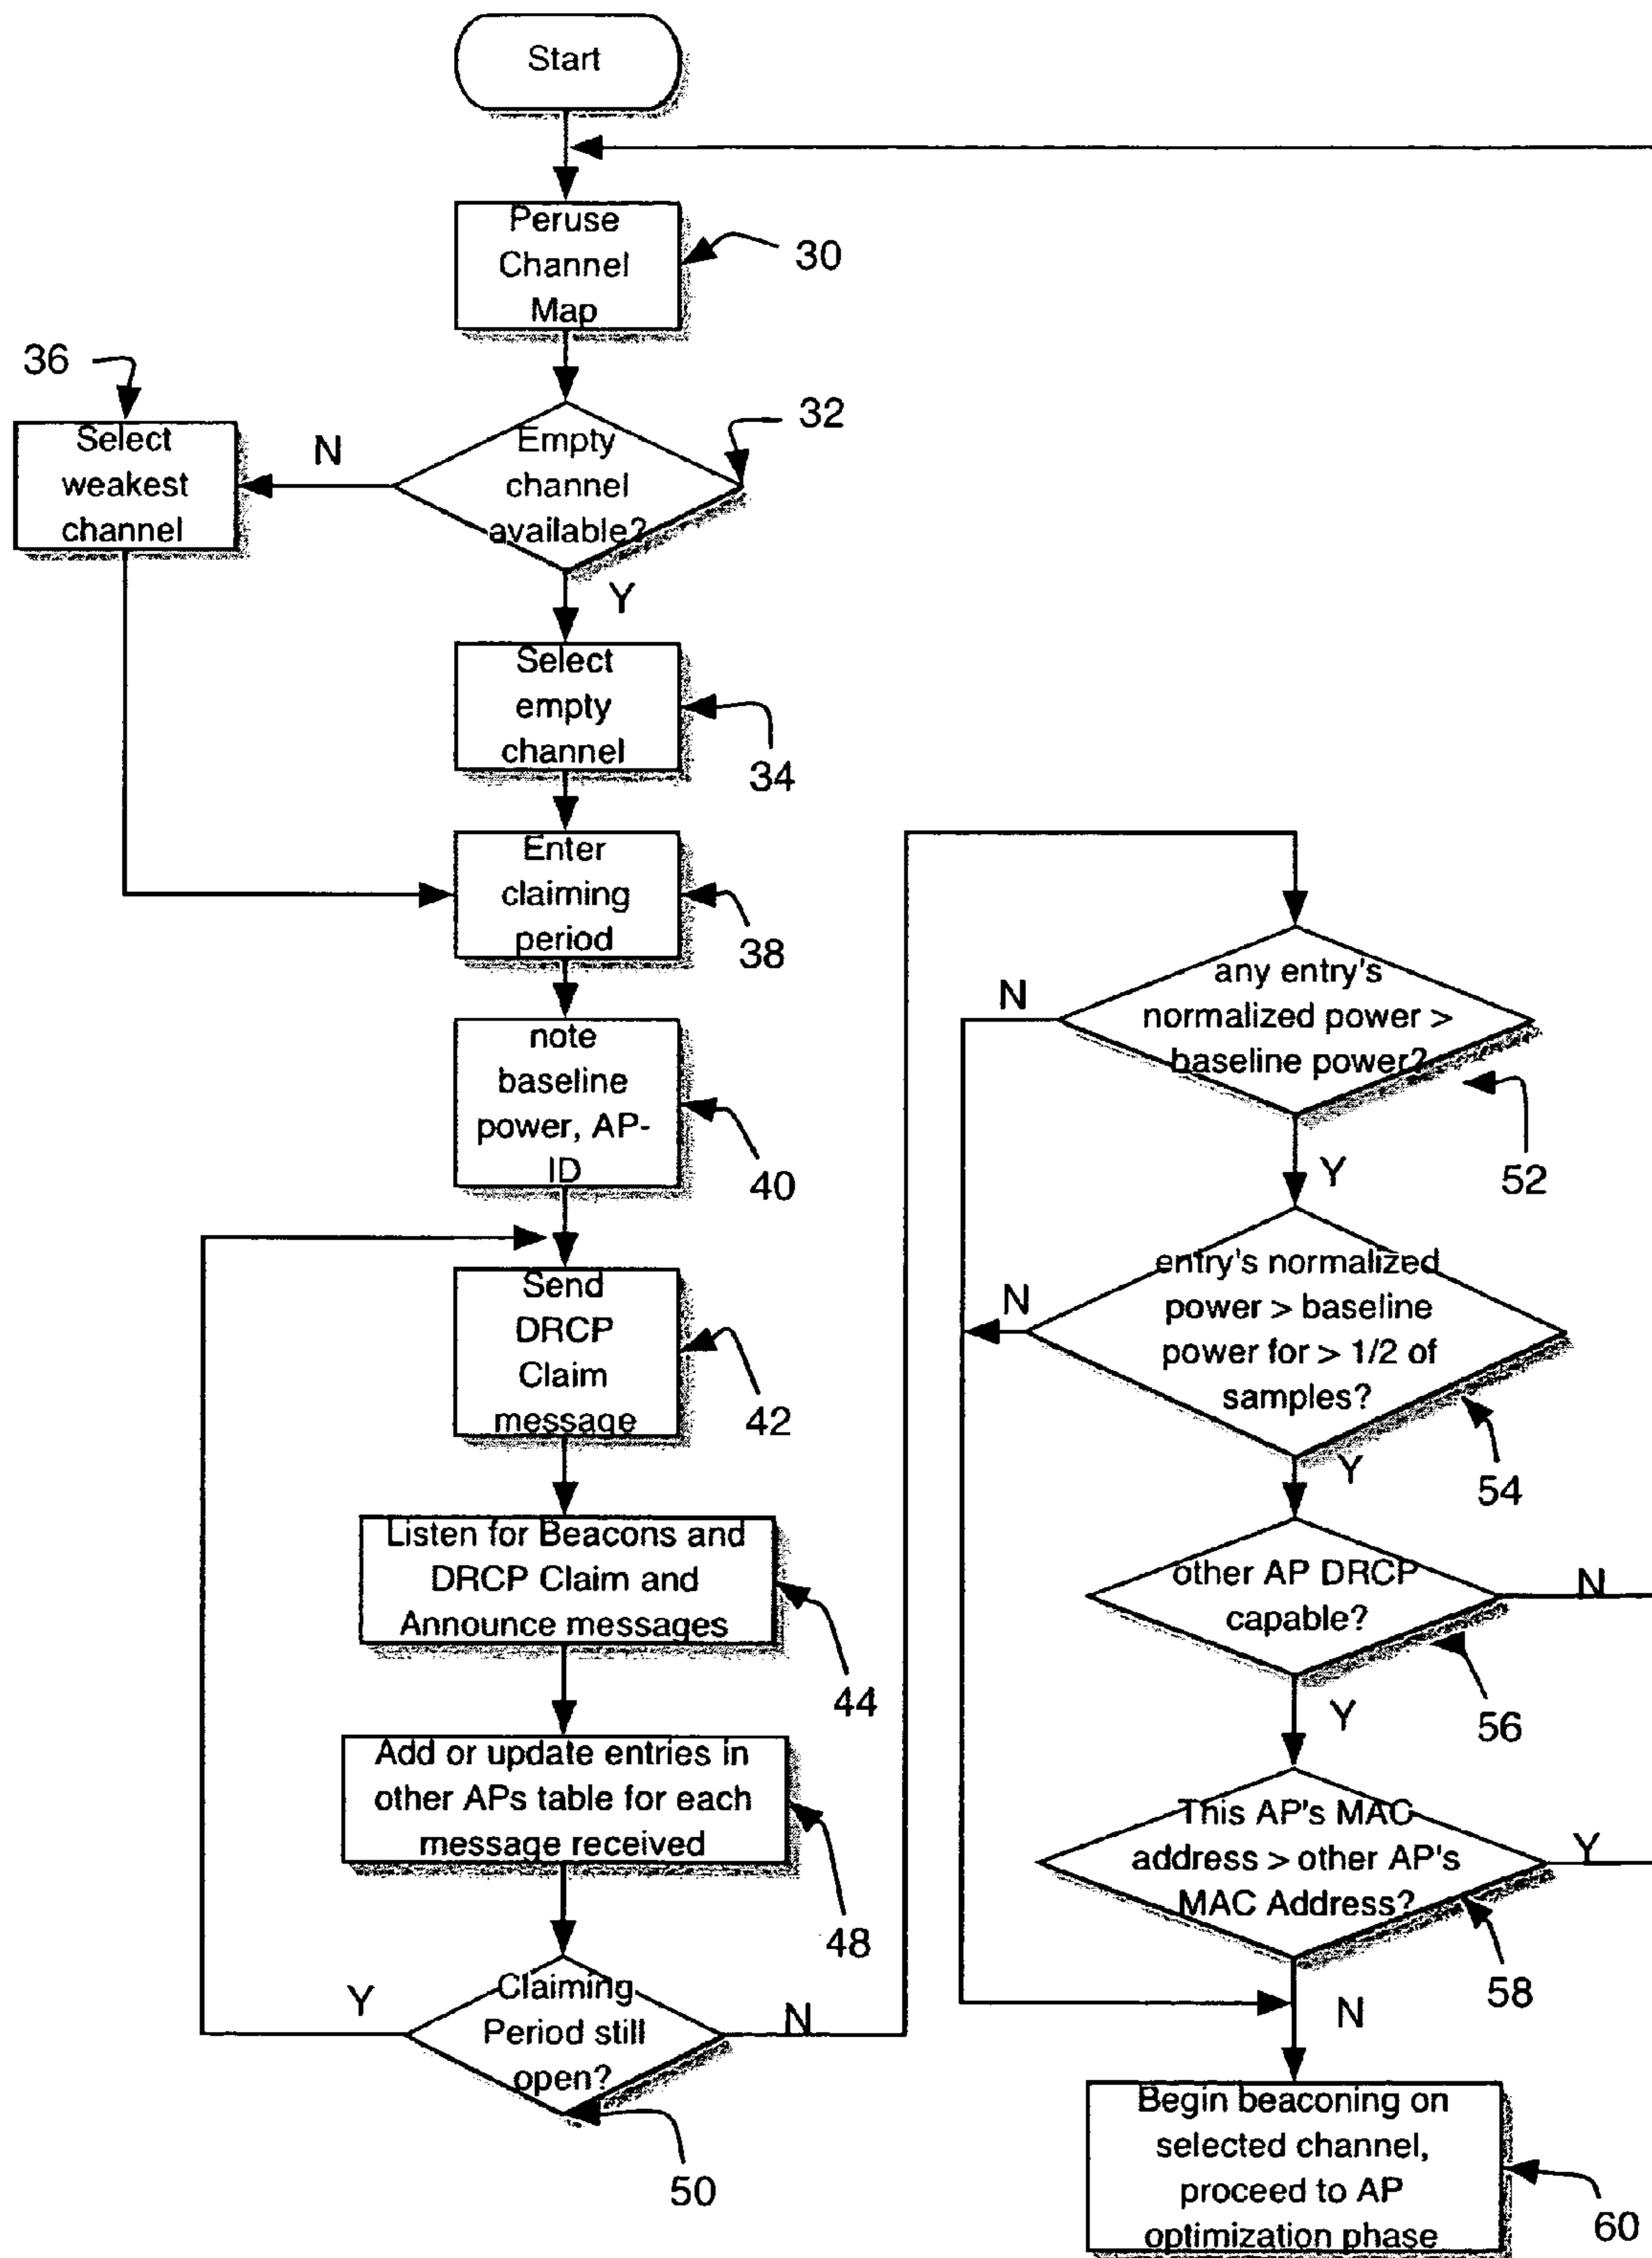 Start
Peruse
Channel
Map
30
36
Select
weakest
channel
N
Empty
channel
available?
32
Y
Select
empty
channel
34
Enter
claiming
period
38
note
baseline
power, AP-
ID
40
Send
DRCP
Claim
message
42
Listen for Beacons and
DRCP Claim and
Announce messages
44
Add or update entries in
other APs table for each
message received
48
Claiming
Period still
open?
Y
N
50
any entry's
normalized power >
baseline power?
N
52
Y
entry's normalized
power > baseline
power for > 1/2 of
samples?
N
54
Y
other AP DRCP
capable?
N
56
Y
This AP's MAC
address > other AP's
MAC Address?
Y
58
N
Begin beaconing on
selected channel,
proceed to AP
optimization phase
60